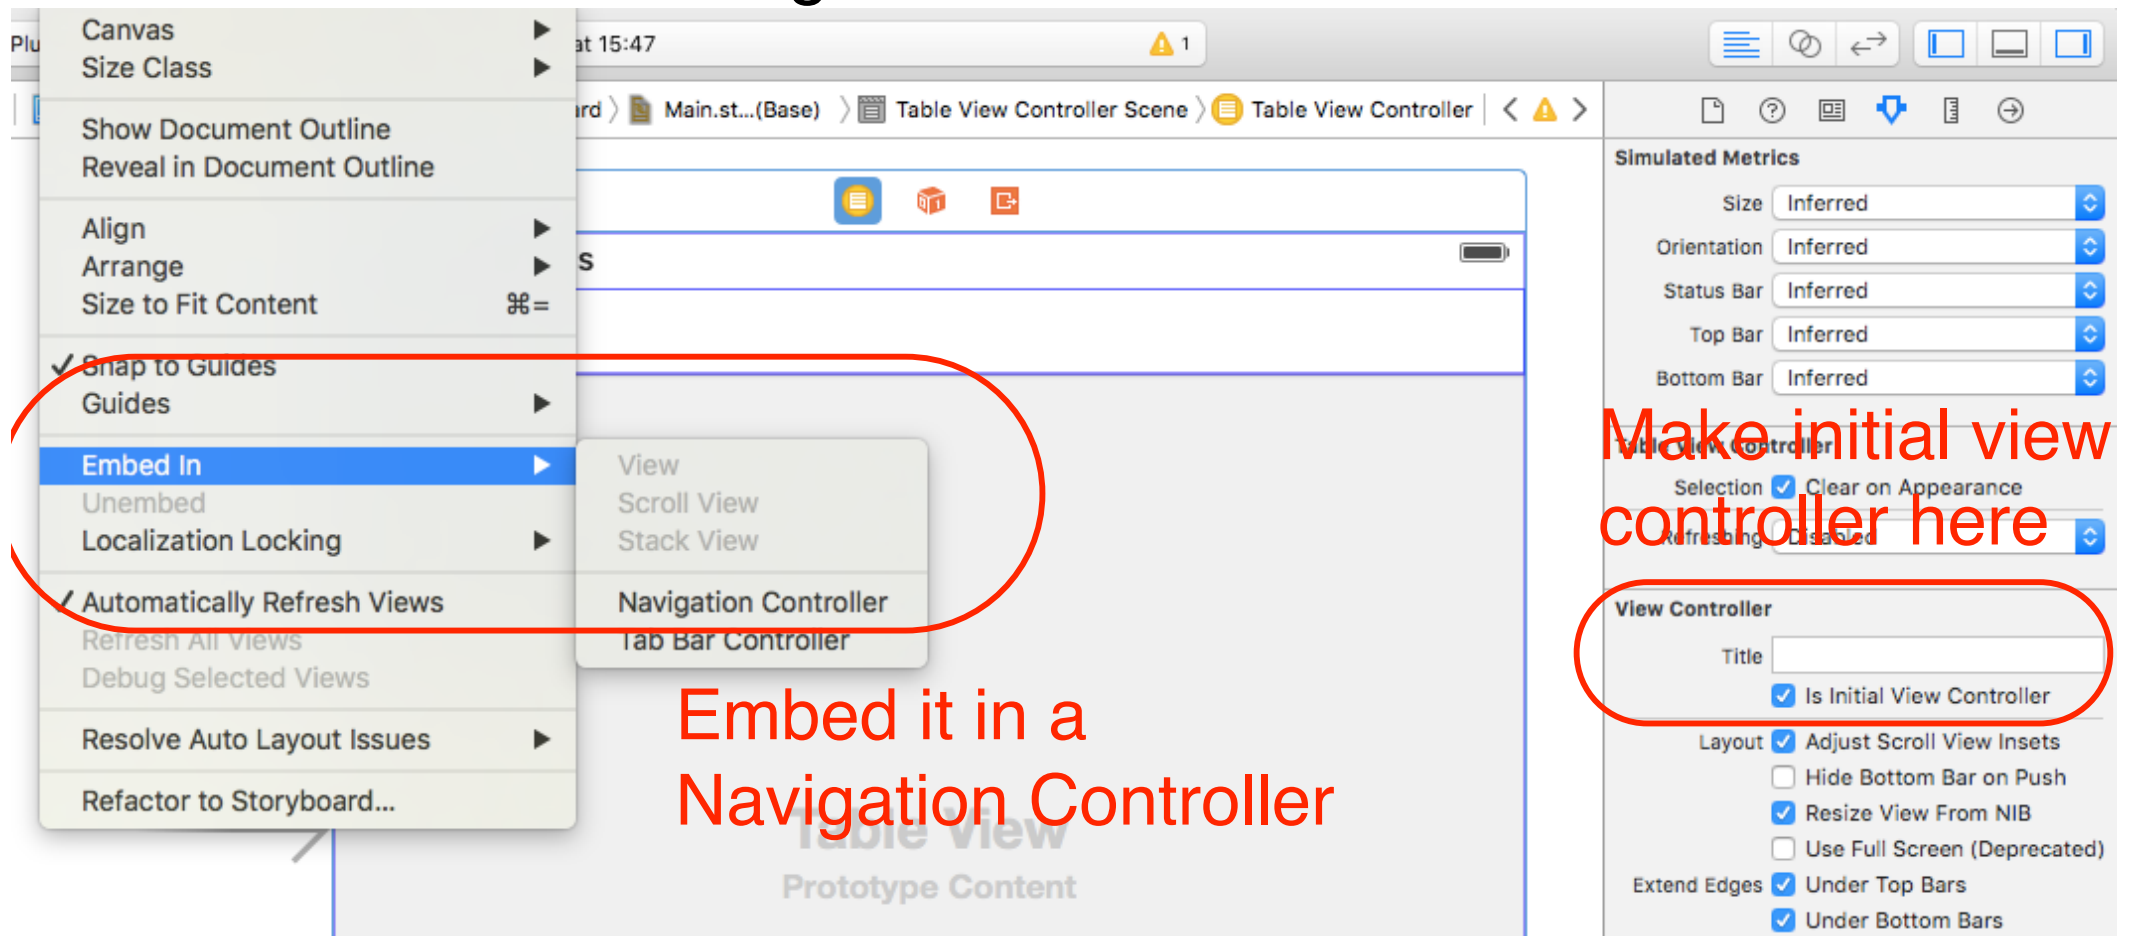 Canvas
Size Class
Show Document Outline
Reveal in Document Outline
Align
Arrange
Size to Fit Content ⌘=
✓ Snap to Guides
Guides
Embed In
Unembed
Localization Locking
✓ Automatically Refresh Views
Refresh All Views
Debug Selected Views
Resolve Auto Layout Issues
Refactor to Storyboard...
View
Scroll View
Stack View
Navigation Controller
Tab Bar Controller
at 15:47
1
Main.st...(Base) 〉 Table View Controller Scene 〉 Table View Controller
Embed it in a
Navigation Controller
Table View
Prototype Content
Simulated Metrics
Size Inferred
Orientation Inferred
Status Bar Inferred
Top Bar Inferred
Bottom Bar Inferred
Make initial view
controller here
Table View Controller
Selection Clear on Appearance
Refreshing Disabled
View Controller
Title
Is Initial View Controller
Layout Adjust Scroll View Insets
Hide Bottom Bar on Push
Resize View From NIB
Use Full Screen (Deprecated)
Extend Edges Under Top Bars
Under Bottom Bars